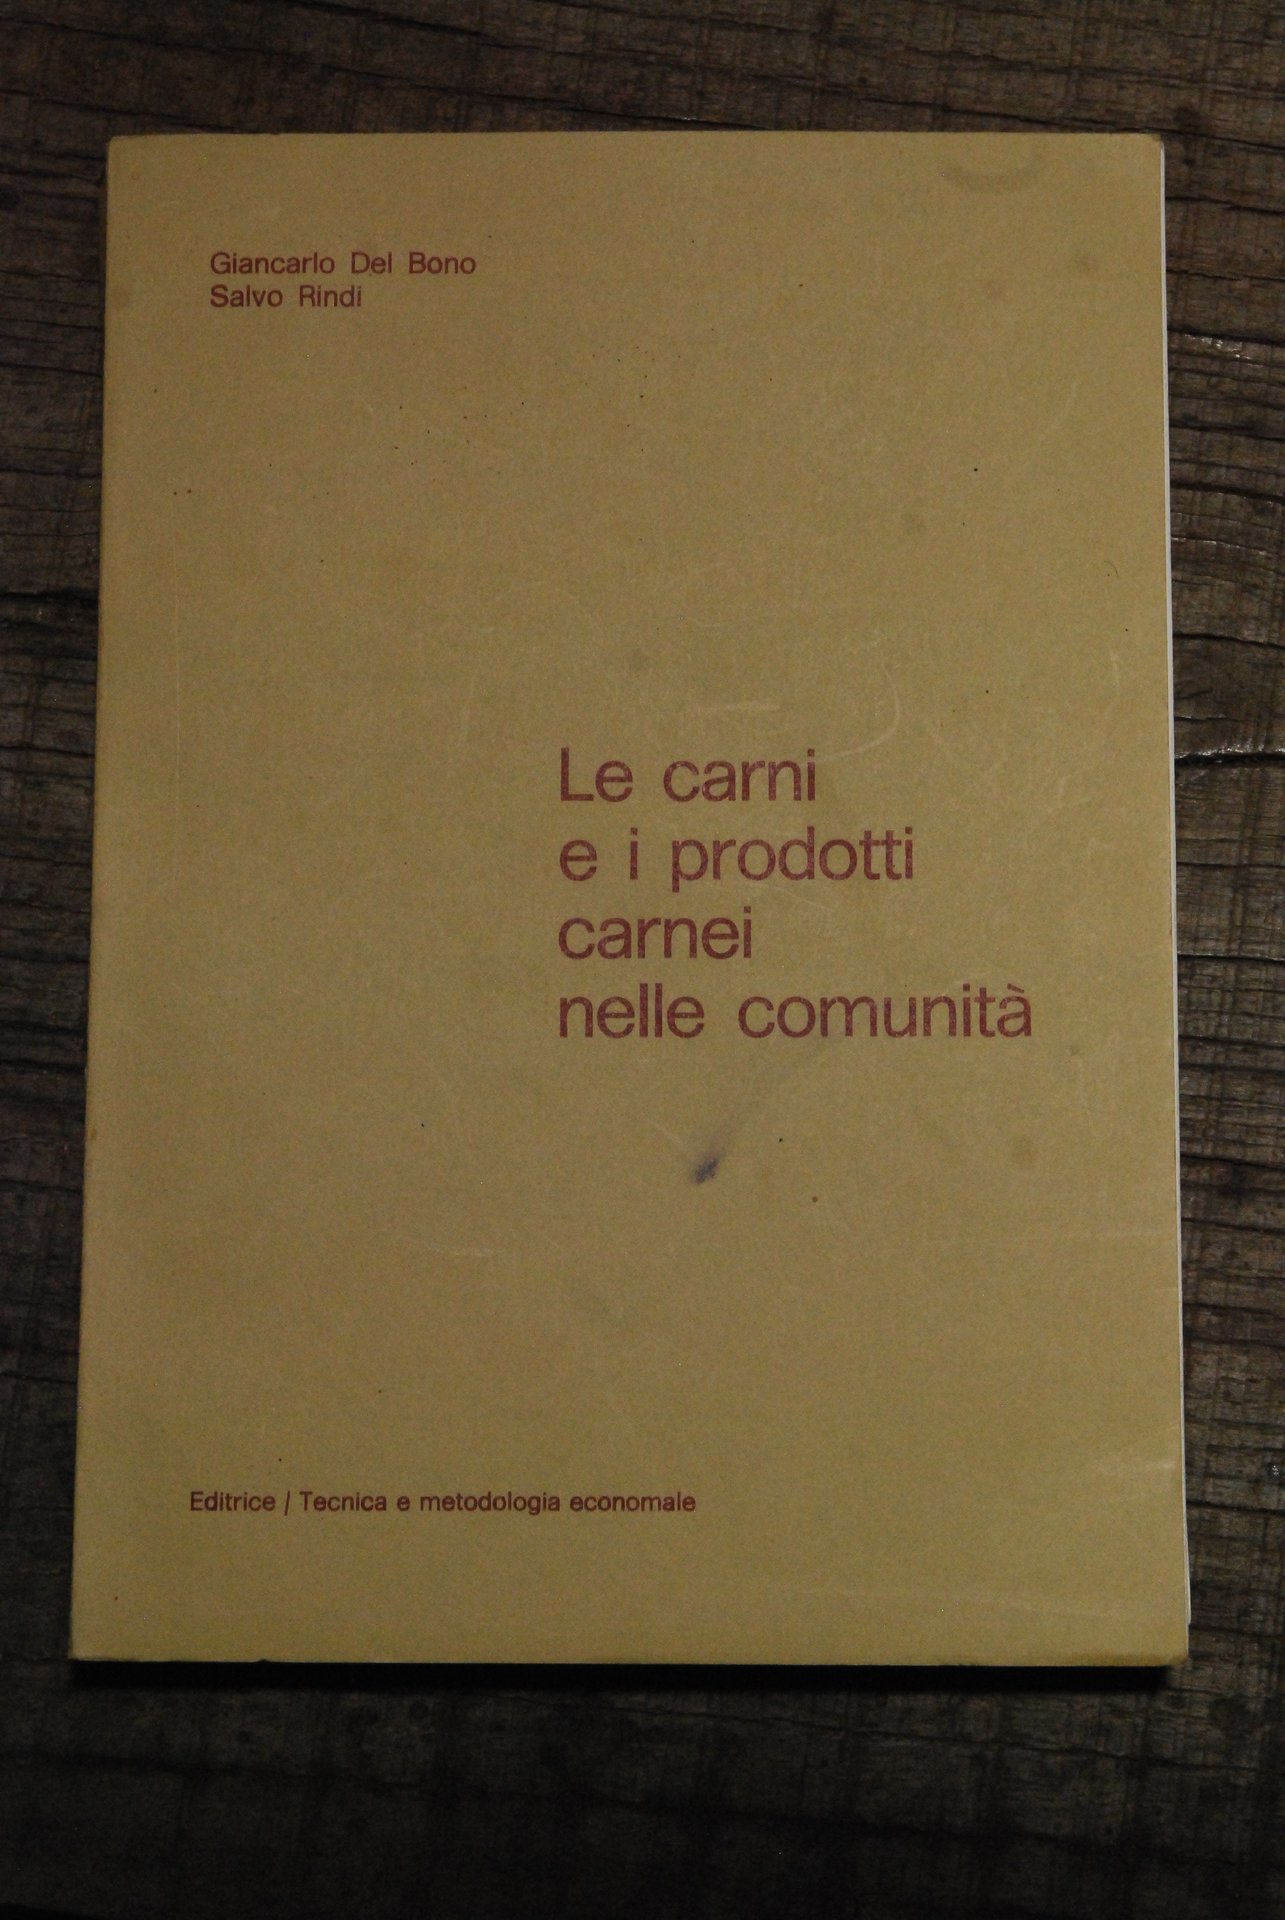 Giancarlo Del Bono
Salvo Rindi
Le carni
e i prodotti
carnei
nelle comunità
Editrice / Tecnica e metodologia economale